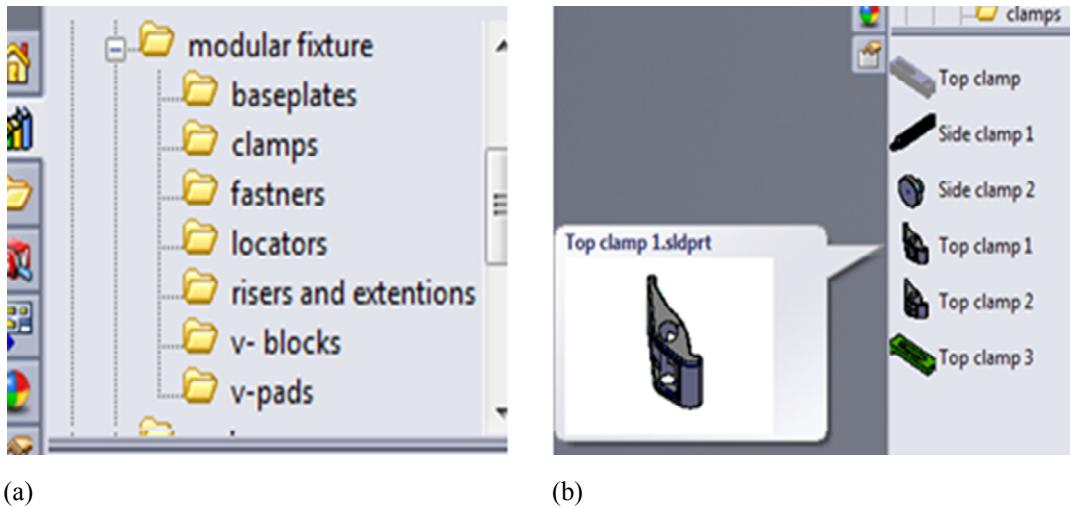 modular fixture
baseplates
clamps
fastners
locators
risers and extentions
v- blocks
v-pads
(a)
clamps
Top clamp
Side clamp 1
Side clamp 2
Top clamp 1
Top clamp 2
Top clamp 3
Top clamp 1.sldprt
(b)